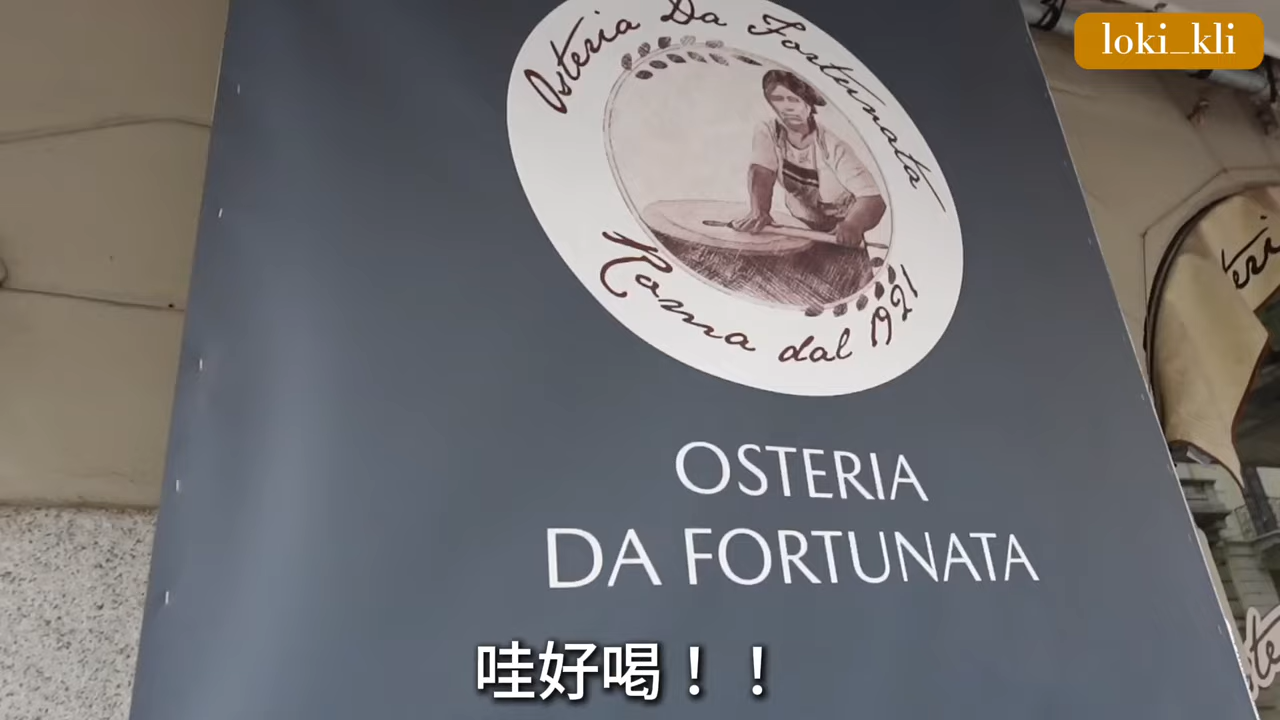 loki_kli
Osteria Da Fortunata
Roma dal 1921
OSTERIA
DA FORTUNATA
哇好喝！！